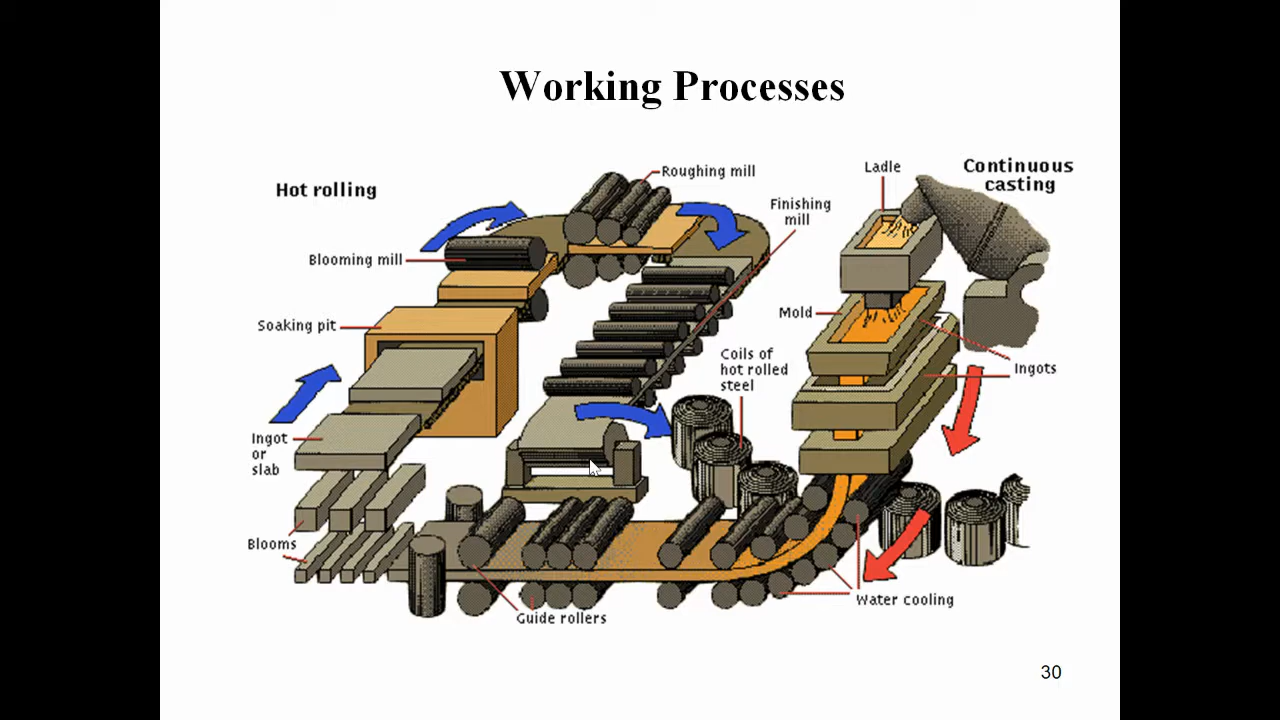 Working Processes
Hot rolling
Roughing mill
Ladle
Continuous
casting
Finishing
mill
Blooming mill
Soaking pit
Mold
Coils of
hot rolled
steel
Ingots
Ingot
or
slab
Blooms
Guide rollers
Water cooling
30